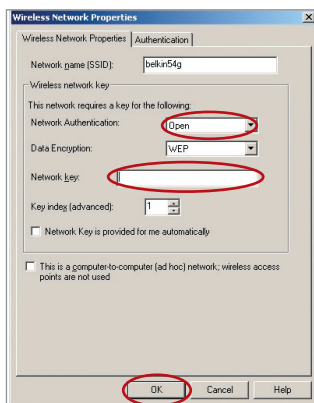 Wireless Network Properties
Wireless Network Properties Authentication
Network name (SSID): belkin54g
Wireless network key
This network requires a key for the following:
Network Authentication: Open
Data Encryption: WEP
Network key:
Key index (advanced): 1
Network Key is provided for me automatically
This is a computer-to-computer (ad hoc) network; wireless access
points are not used
OK Cancel Help